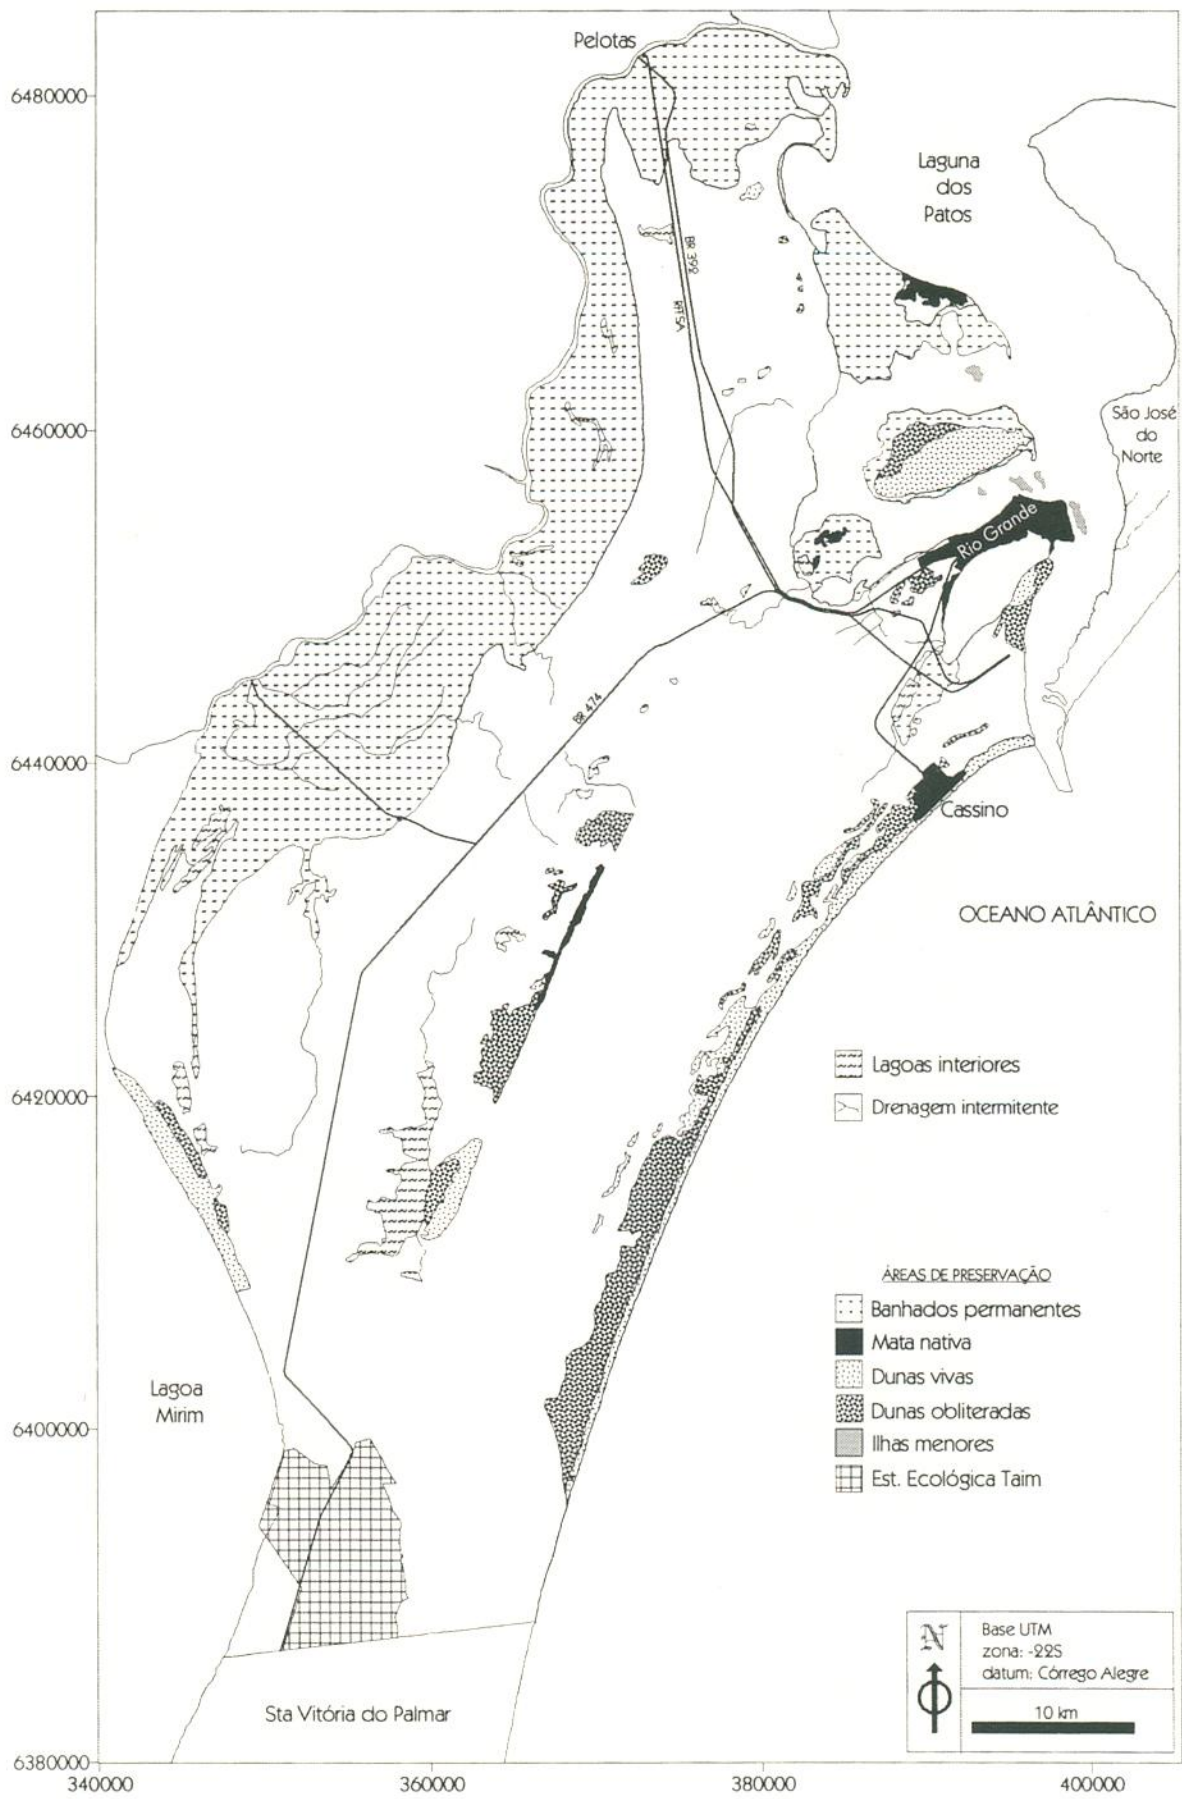 Pelotas
6480000
Laguna
dos
Patos
BR 392
RFFSA
6460000
São José
do
Norte
Rio Grande
BR 474
6440000
Cassino
OCEANO ATLÂNTICO
Lagoas interiores
6420000
Drenagem intermitente
ÁREAS DE PRESERVAÇÃO
Banhados permanentes
Mata nativa
Dunas vivas
Lagoa
Mirim
Dunas obliteradas
6400000
Ilhas menores
Est. Ecológica Taim
N
Base UTM
zona: -22S
datum: Córrego Alegre
10 km
Sta Vitória do Palmar
6380000
340000
360000
380000
400000